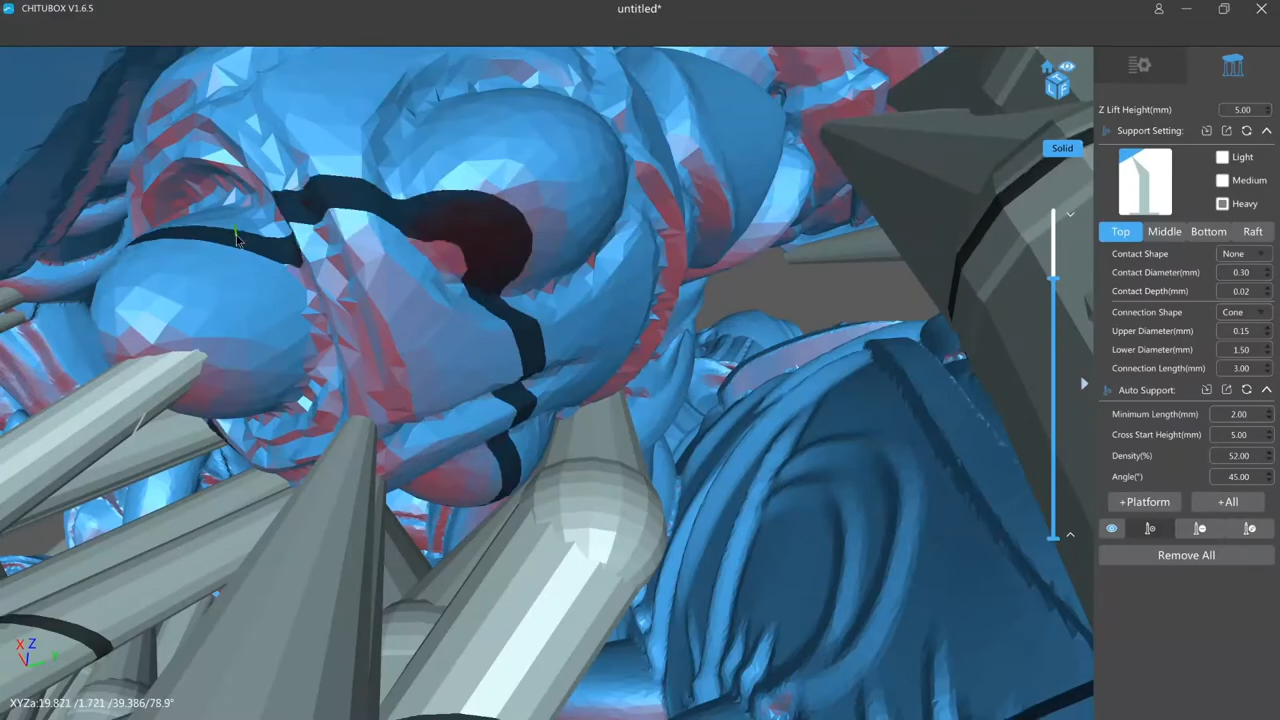 CHITUBOX V1.6.5
untitled*
Z Lift Height(mm) 5.00
Support Setting:
Solid
Light
Medium
Heavy
Top Middle Bottom Raft
Contact Shape None
Contact Diameter(mm) 0.30
Contact Depth(mm) 0.02
Connection Shape Cone
Upper Diameter(mm) 0.15
Lower Diameter(mm) 1.50
Connection Length(mm) 3.00
Auto Support:
Minimum Length(mm) 2.00
Cross Start Height(mm) 5.00
Density(%) 52.00
Angle(°) 45.00
+Platform +All
Remove All
X Z Y
XYZa:19.821 /1.721 /39.386/78.9°
T
L F